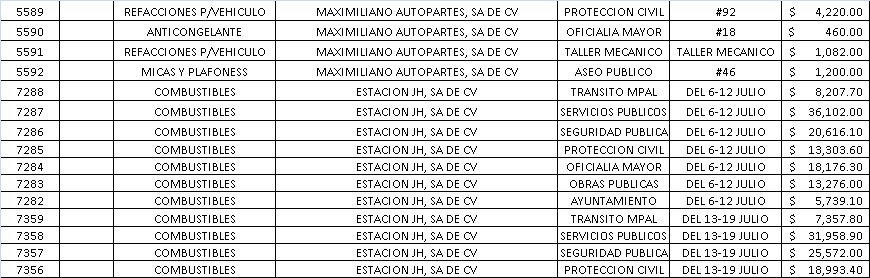 5589 REFACCIONES P/VEHICULO MAXIMILIANO AUTOPARTES, SA DE CV PROTECCION CIVIL #92 $ 4,220.00
5590 ANTICONGELANTE MAXIMILIANO AUTOPARTES, SA DE CV OFICIALIA MAYOR #18 $ 460.00
5591 REFACCIONES P/VEHICULO MAXIMILIANO AUTOPARTES, SA DE CV TALLER MECANICO TALLER MECANICO $ 1,082.00
5592 MICAS Y PLAFONESS MAXIMILIANO AUTOPARTES, SA DE CV ASEO PUBLICO #46 $ 1,200.00
7288 COMBUSTIBLES ESTACION JH, SA DE CV TRANSITO MPAL DEL 6-12 JULIO $ 8,207.70
7287 COMBUSTIBLES ESTACION JH, SA DE CV SERVICIOS PUBLICOS DEL 6-12 JULIO $ 36,102.00
7286 COMBUSTIBLES ESTACION JH, SA DE CV SEGURIDAD PUBLICA DEL 6-12 JULIO $ 20,616.10
7285 COMBUSTIBLES ESTACION JH, SA DE CV PROTECCION CIVIL DEL 6-12 JULIO $ 13,303.60
7284 COMBUSTIBLES ESTACION JH, SA DE CV OFICIALIA MAYOR DEL 6-12 JULIO $ 18,176.30
7283 COMBUSTIBLES ESTACION JH, SA DE CV OBRAS PUBLICAS DEL 6-12 JULIO $ 13,276.00
7282 COMBUSTIBLES ESTACION JH, SA DE CV AYUNTAMIENTO DEL 6-12 JULIO $ 5,739.10
7359 COMBUSTIBLES ESTACION JH, SA DE CV TRANSITO MPAL DEL 13-19 JULIO $ 7,357.80
7358 COMBUSTIBLES ESTACION JH, SA DE CV SERVICIOS PUBLICOS DEL 13-19 JULIO $ 31,958.90
7357 COMBUSTIBLES ESTACION JH, SA DE CV SEGURIDAD PUBLICA DEL 13-19 JULIO $ 25,572.00
7356 COMBUSTIBLES ESTACION JH, SA DE CV PROTECCION CIVIL DEL 13-19 JULIO $ 18,993.40